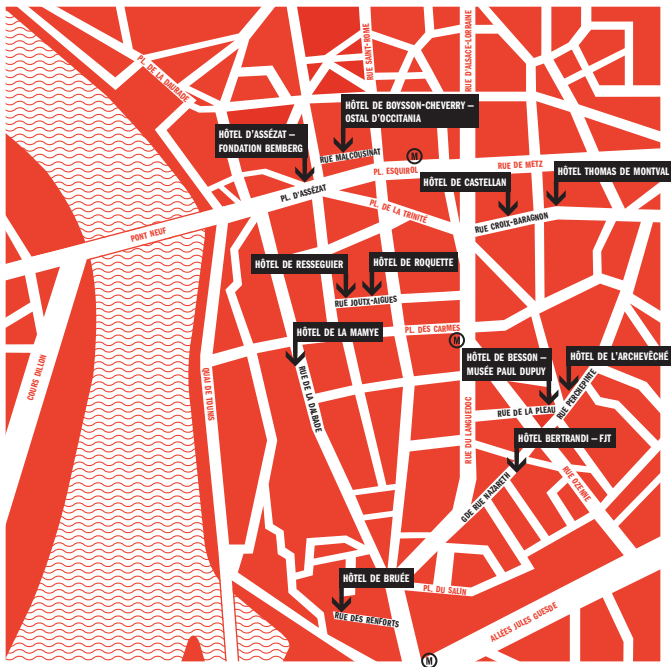 PL. DE LA DAURADE
RUE SAINT-ROME
RUE D'ALSACE-LORRAINE
HÔTEL DE BOYSSON-CHEVERRY –
OSTAL D'OCCITANIA
HÔTEL D'ASSÉZAT –
FONDATION BEMBERG
RUE MALCOUSINAT
M
PL. ESQUIROL
RUE DE METZ
HÔTEL THOMAS DE MONTVAL
HÔTEL DE CASTELLAN
PL. D'ASSÉZAT
PL. DE LA TRINITÉ
RUE CROIX-BARAGNON
PONT NEUF
HÔTEL DE RESSEGUIER
HÔTEL DE ROQUETTE
RUE JOUTX-AIGUES
PL. DES CARMES
HÔTEL DE LA MAMYE
M
HÔTEL DE BESSON –
MUSÉE PAUL DUPUY
HÔTEL DE L'ARCHEVÊCHÉ
COURS DILLON
QUAI DE TOUNIS
RUE DE LA DALBADE
RUE DU LANGUEDOC
RUE DE LA PLEAU
RUE PERCHEPINTE
HÔTEL BERTRANDI – FJT
GDE RUE NAZARETH
RUE OZENNE
HÔTEL DE BRUÉE
PL. DU SALIN
RUE DES RENFORTS
ALLÉES JULES GUESDE
M